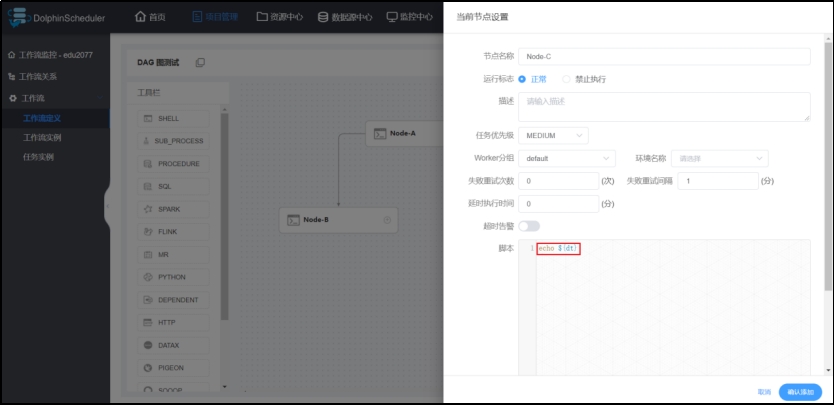 DolphinScheduler
首页
项目管理
资源中心
数据源中心
监控中心
工作流监控 - edu2077
工作流关系
工作流
工作流定义
工作流实例
任务实例
DAG 图测试
工具栏
SHELL
SUB_PROCESS
PROCEDURE
SQL
SPARK
FLINK
MR
PYTHON
DEPENDENT
HTTP
DATAX
PIGEON
SQOOP
Node-A
Node-B
当前节点设置
节点名称 Node-C
运行标志 正常 禁止执行
描述 请输入描述
任务优先级 MEDIUM
Worker分组 default 环境名称 请选择
失败重试次数 0 (次) 失败重试间隔 1 (分)
延时执行时间 0 (分)
超时告警
脚本 1 echo ${dt}
取消 确认添加